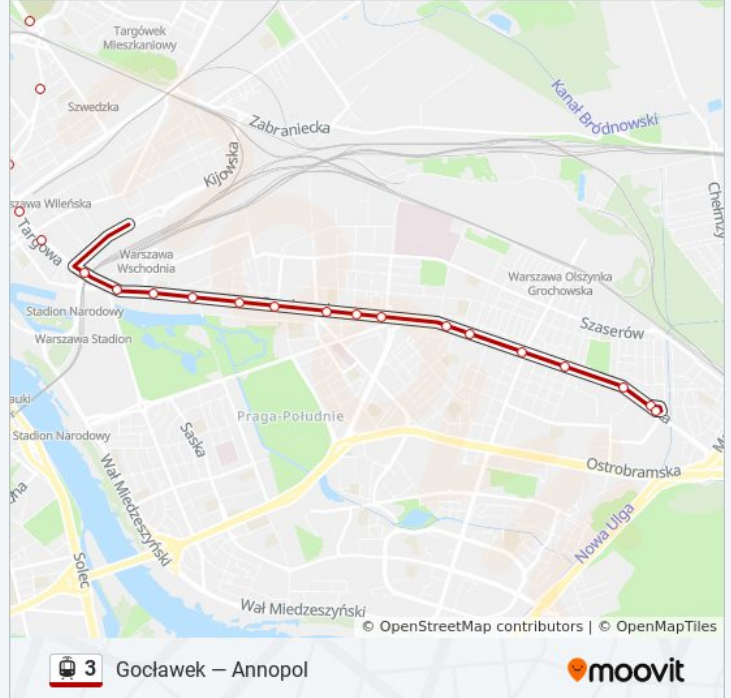 Targówek
Mieszkaniowy
Kanał Bródnowski
Szwedzka
Zabraniecka
Kijowska
Chełmży
szawa Wileńska
Targowa
Warszawa
Wschodnia
Warszawa Olszynka
Grochowska
Stadion Narodowy
Szaserów
Warszawa Stadion
auki
Praga-Południe
Stadion Narodowy
Saska
Ostrobramska
Wał Miedzeszyński
Nowa Ulga
Solec
Wał Miedzeszyński
© OpenStreetMap contributors | © OpenMapTiles
3 Gocławek — Annopol
moovit